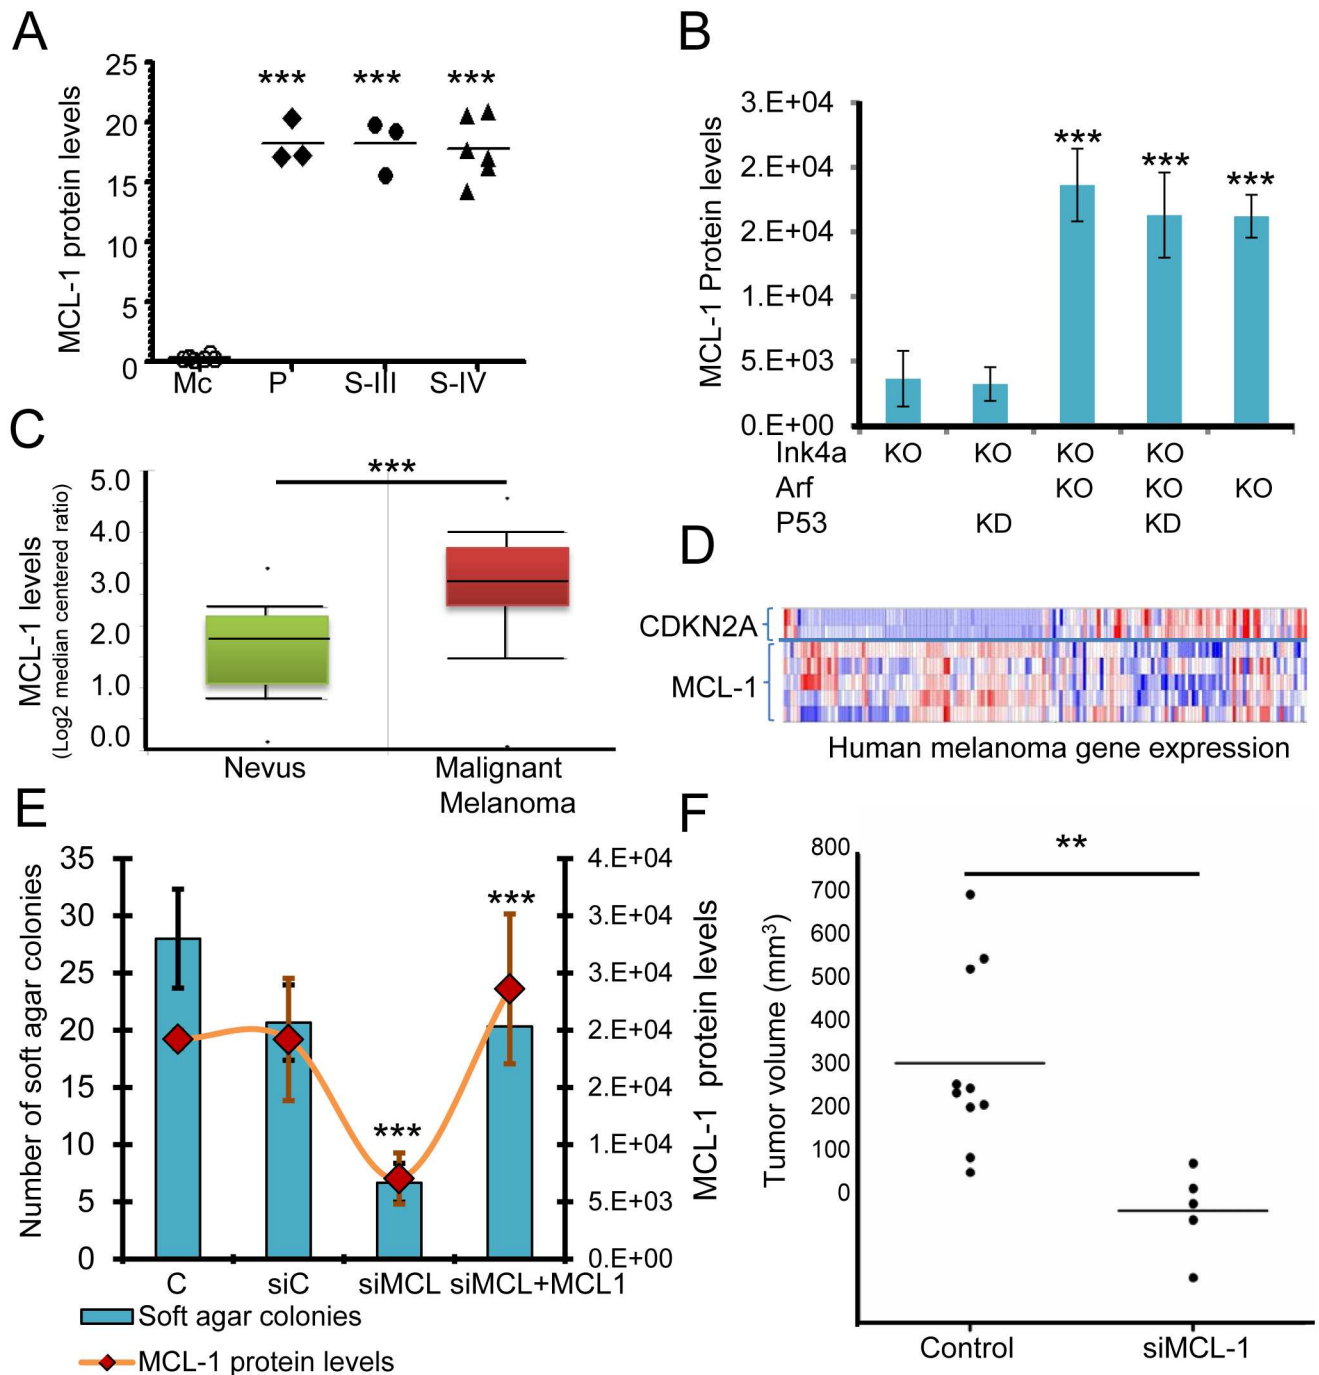 A
MCL-1 protein levels
25
20
15
10
5
0
*** *** ***
Mc P S-III S-IV
B
MCL-1 Protein levels
3.E+04
2.E+04
2.E+04
1.E+04
5.E+03
0.E+00
*** *** ***
Ink4a KO KO KO KO
Arf KO KO KO
P53 KD KD
C
MCL-1 levels
(Log2 median centered ratio)
5.0
4.0
3.0
2.0
1.0
0.0
***
Nevus Malignant
Melanoma
D
CDKN2A
MCL-1
Human melanoma gene expression
E
Number of soft agar colonies
35
30
25
20
15
10
5
0
*** ***
4.E+04
3.E+04
3.E+04
2.E+04
2.E+04
1.E+04
5.E+03
0.E+00
MCL-1 protein levels
C siC siMCL siMCL+MCL1
Soft agar colonies
MCL-1 protein levels
F
Tumor volume (mm³)
800
700
600
500
400
300
200
100
0
**
Control siMCL-1